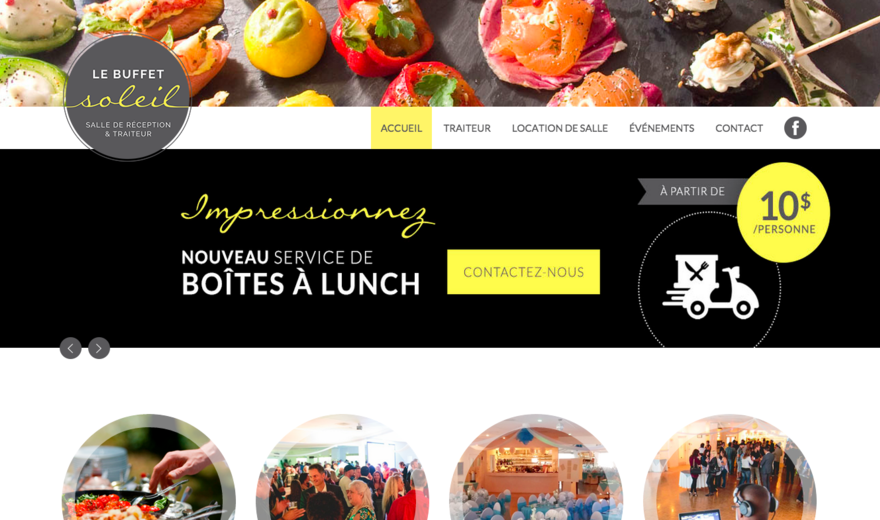 LE BUFFET
soleil
SALLE DE RÉCEPTION
& TRAITEUR
ACCUEIL
TRAITEUR
LOCATION DE SALLE
ÉVÉNEMENTS
CONTACT
f
Impressionnez
NOUVEAU SERVICE DE
BOÎTES À LUNCH
CONTACTEZ-NOUS
À PARTIR DE
10$
/PERSONNE